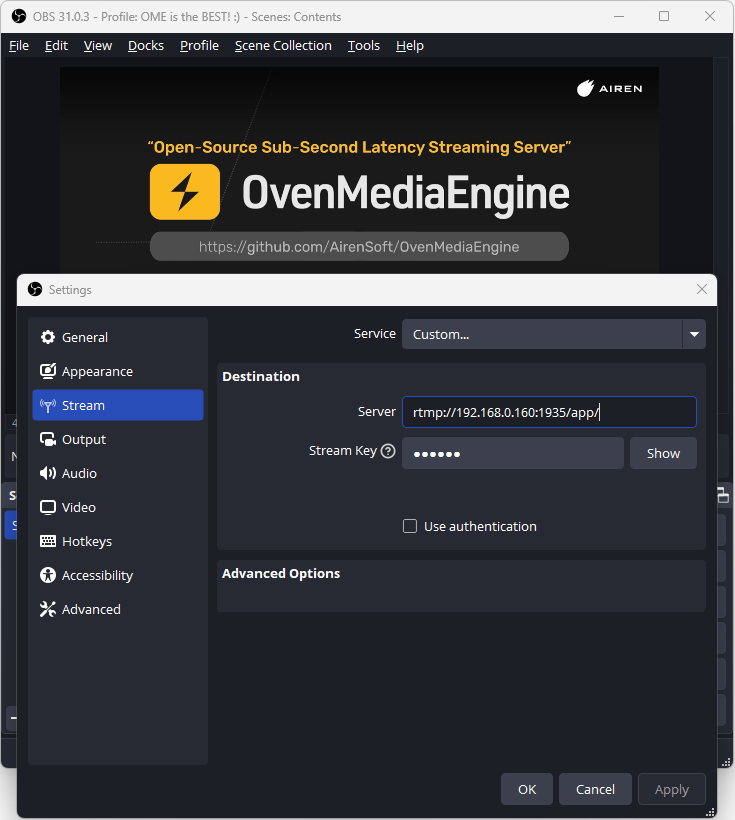 OBS 31.0.3 - Profile: OME is the BEST! :) - Scenes: Contents
File Edit View Docks Profile Scene Collection Tools Help
AIREN
“Open-Source Sub-Second Latency Streaming Server”
OvenMediaEngine
https://github.com/AirenSoft/OvenMediaEngine
Settings
General
Appearance
Stream
Output
Audio
Video
Hotkeys
Accessibility
Advanced
Service Custom...
Destination
Server rtmp://192.168.0.160:1935/app/
Stream Key ●●●●●●
Show
Use authentication
Advanced Options
OK Cancel Apply